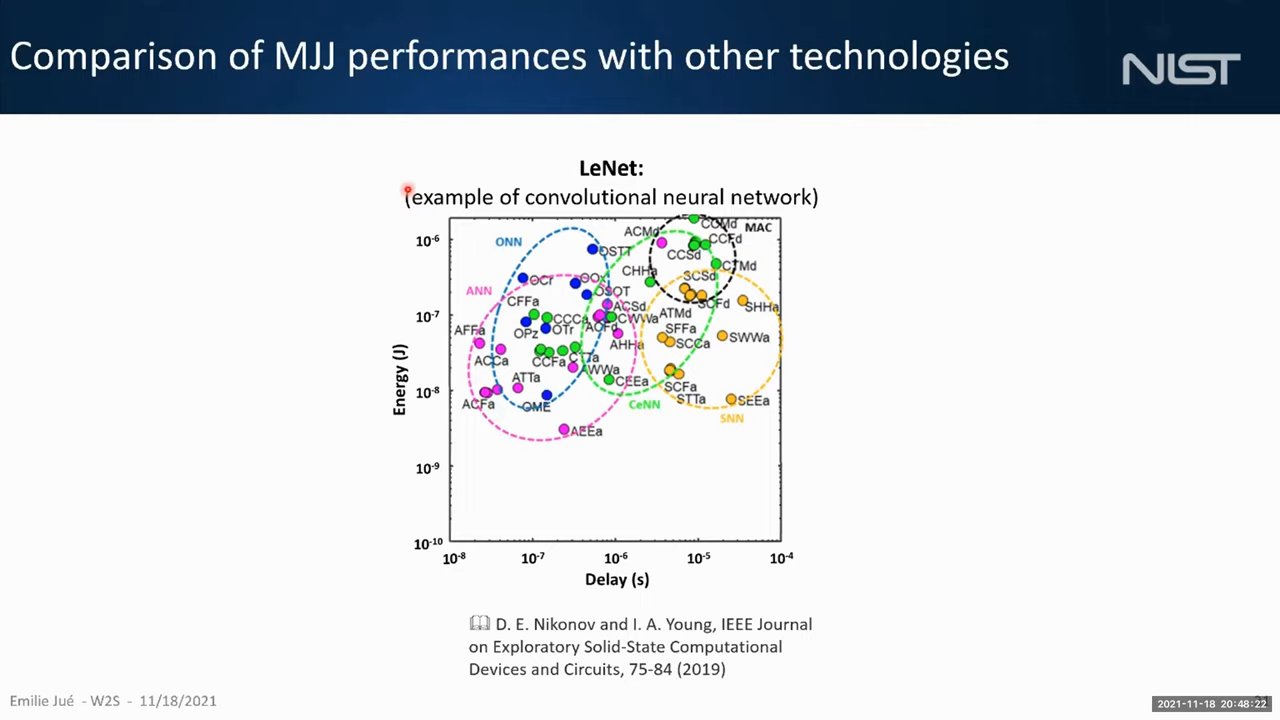 Comparison of MJJ performances with other technologies
NIST
LeNet:
(example of convolutional neural network)
Energy (J)
10-6
10-7
10-8
10-9
10-10
10-8
10-7
10-6
10-5
10-4
Delay (s)
ONN
ANN
CeNN
SNN
MAC
OSTT
OCr
OSOT
CFFa
CCCa
OPz
OTr
AFFa
ACCa
CCFa
CTTa
ATTa
AWWa
ACFa
OME
AEEa
ACMd
CCMd
CCFd
CCSd
CTMd
CHHa
SCSd
ACSd
CWWa
AHHa
ATMd
SCFd
SHHa
SFFa
SCCa
SWWa
CEEa
SCFa
STTa
SEEa
D. E. Nikonov and I. A. Young, IEEE Journal
on Exploratory Solid-State Computational
Devices and Circuits, 75-84 (2019)
Emilie Jué - W2S - 11/18/2021
2021-11-18 20:48:22